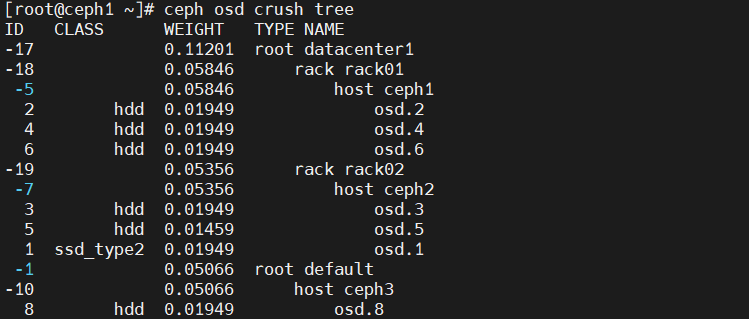 [root@ceph1 ~]# ceph osd crush tree
ID   CLASS      WEIGHT   TYPE NAME
-17             0.11201  root datacenter1
-18             0.05846      rack rack01
 -5             0.05846          host ceph1
  2        hdd  0.01949              osd.2
  4        hdd  0.01949              osd.4
  6        hdd  0.01949              osd.6
-19             0.05356      rack rack02
 -7             0.05356          host ceph2
  3        hdd  0.01949              osd.3
  5        hdd  0.01459              osd.5
  1  ssd_type2  0.01949              osd.1
 -1             0.05066  root default
-10             0.05066      host ceph3
  8        hdd  0.01949          osd.8